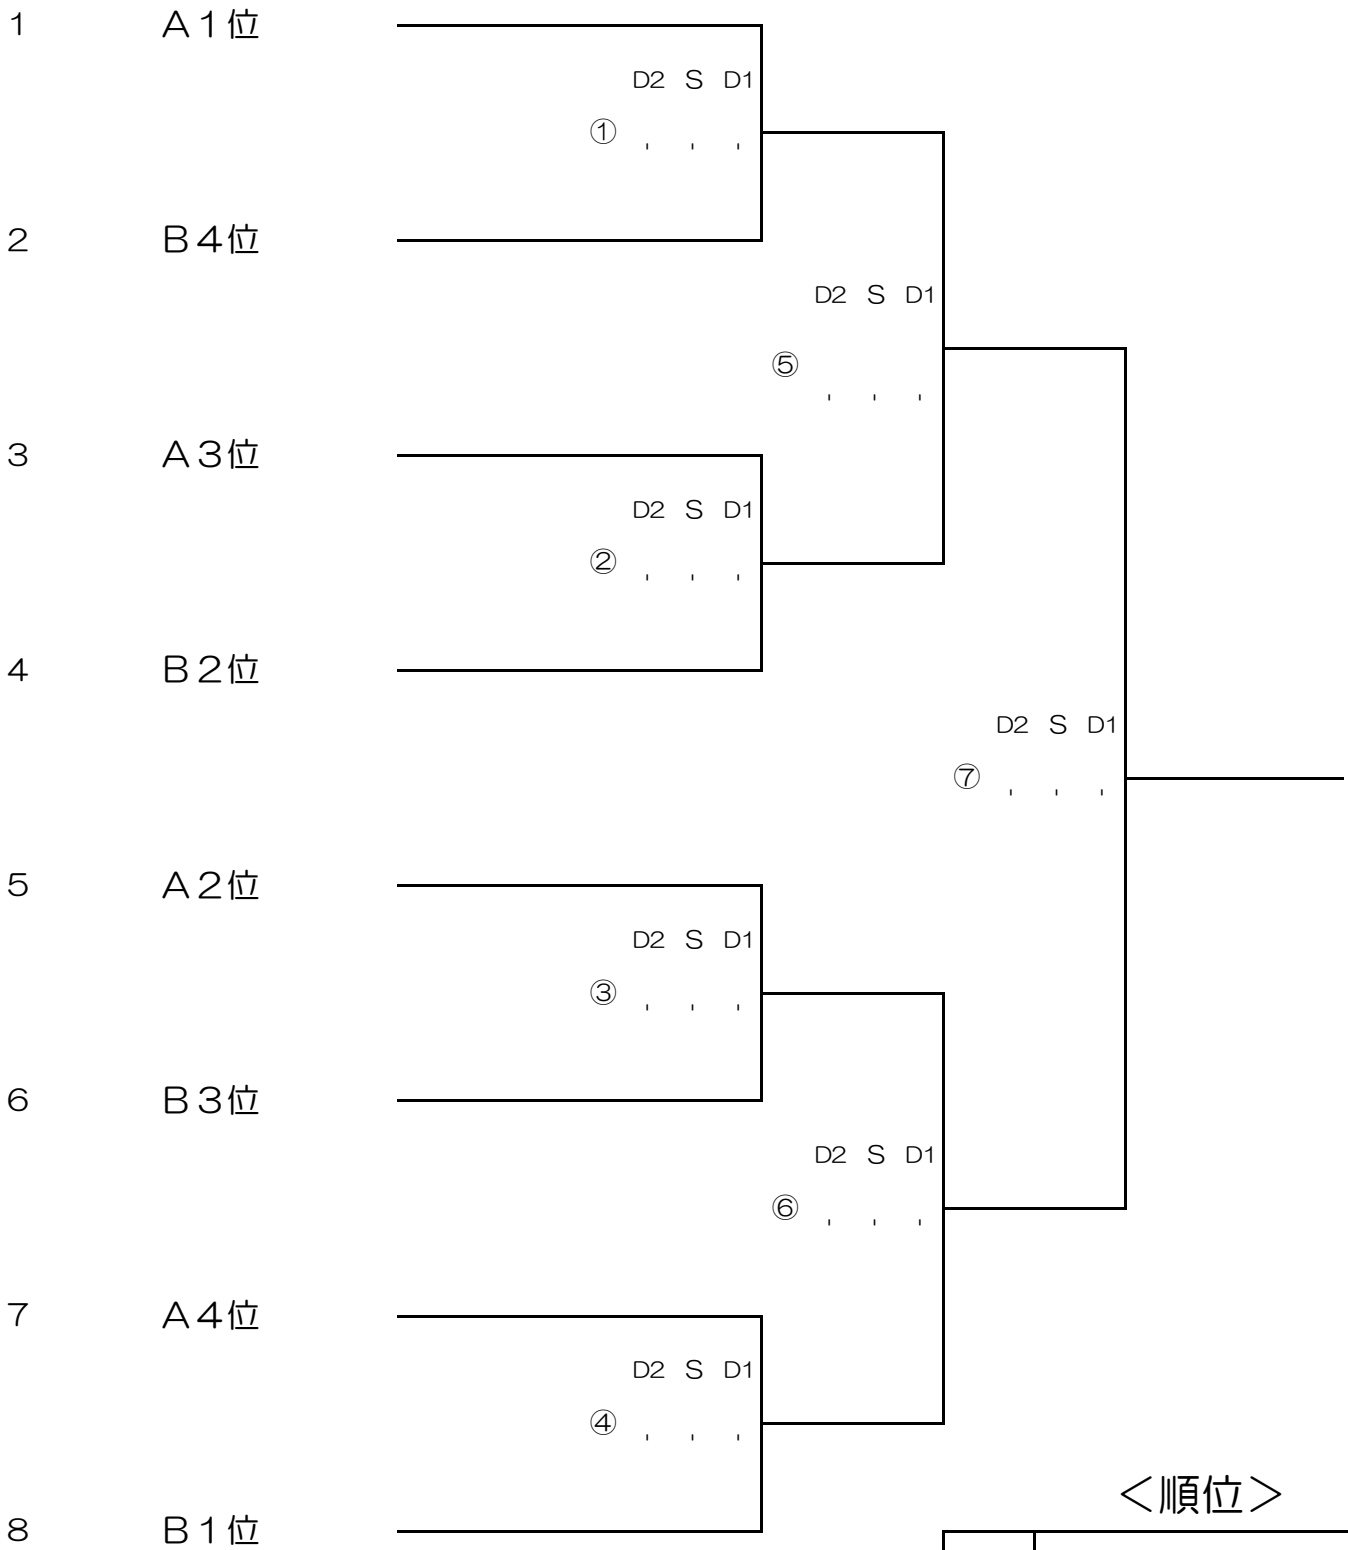 1 A１位
D2 S D1
① , , ,
2 B４位
D2 S D1
⑤
, , ,
3 A３位
D2 S D1
② , , ,
4 B２位
D2 S D1
⑦ , , ,
5 A２位
D2 S D1
③ , , ,
6 B３位
D2 S D1
⑥ , , ,
7 A４位
D2 S D1
④ , , ,
＜順位＞
8 B１位